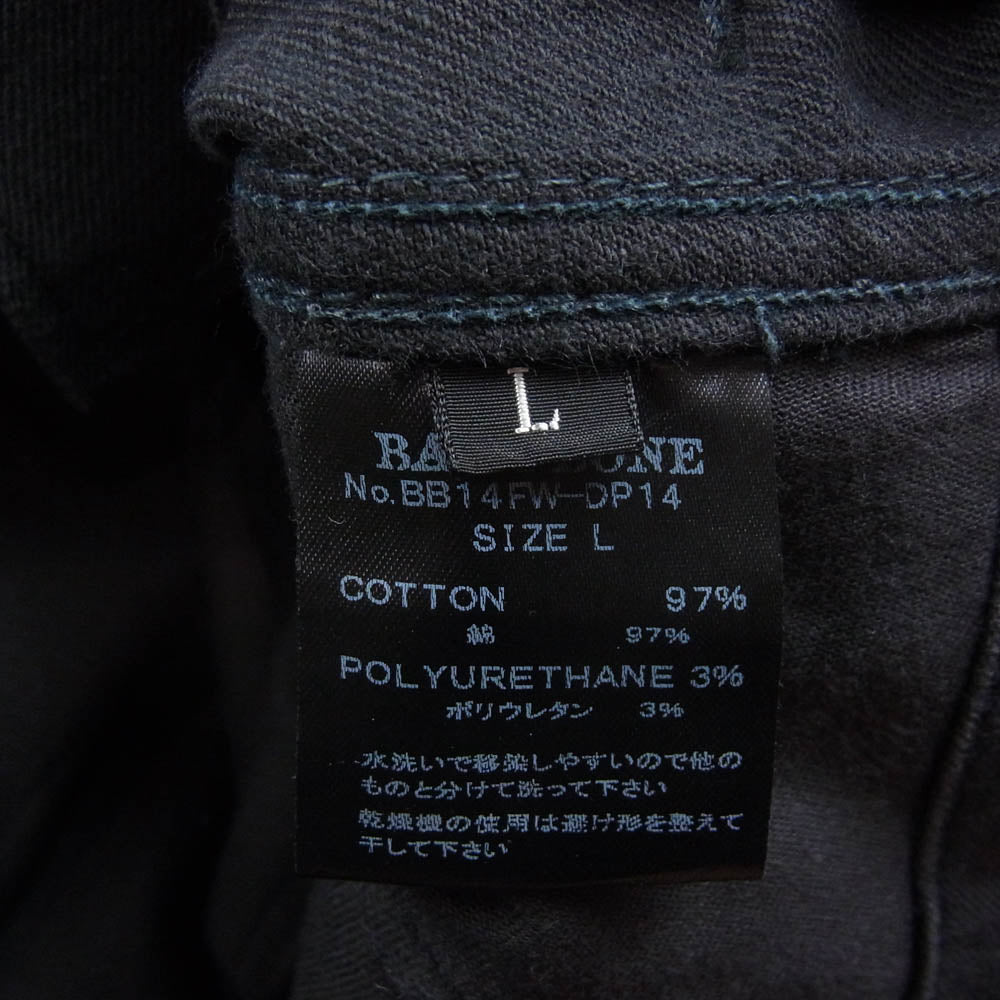 L
No.BB14FW-DP14
SIZE L
COTTON 97%
綿 97%
POLYURETHANE 3%
ポリウレタン 3%
水洗いで移染しやすいので他の
ものと分けて洗って下さい
乾燥機の使用は避け形を整えて
干して下さい